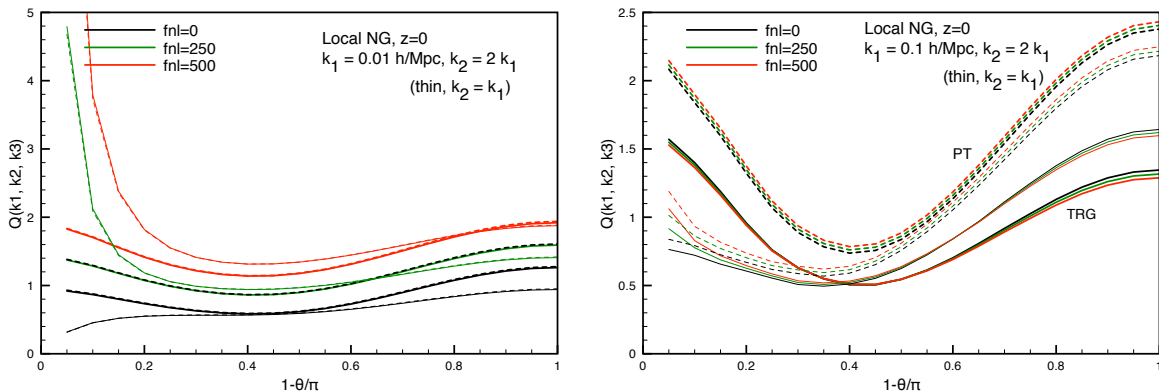 fnl=0
fnl=250
fnl=500
Local NG, z=0
k1 = 0.01 h/Mpc, k2 = 2 k1
(thin, k2 = k1)
Q(k1, k2, k3)
5
4
3
2
1
0
0
0.2
0.4
0.6
0.8
1
1-θ/π
fnl=0
fnl=250
fnl=500
Local NG, z=0
k1 = 0.1 h/Mpc, k2 = 2 k1
(thin, k2 = k1)
PT
TRG
Q(k1, k2, k3)
2.5
2
1.5
1
0.5
0
0
0.2
0.4
0.6
0.8
1
1-θ/π